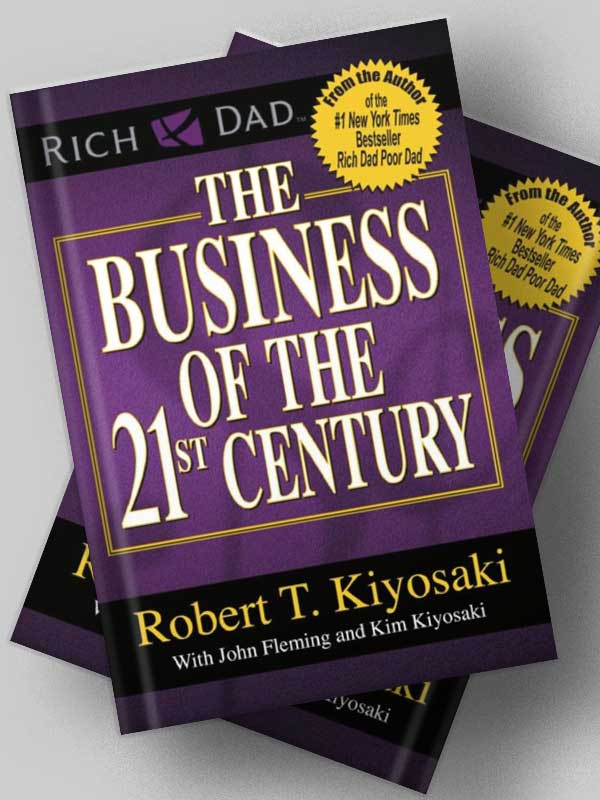 RICH DAD™
From the Author
of the
#1 New York Times
Bestseller
Rich Dad Poor Dad
THE
BUSINESS
OF THE
21ST CENTURY
Robert T. Kiyosaki
With John Fleming and Kim Kiyosaki
From the Author
of the
#1 New York Times
Bestseller
Rich Dad Poor Dad